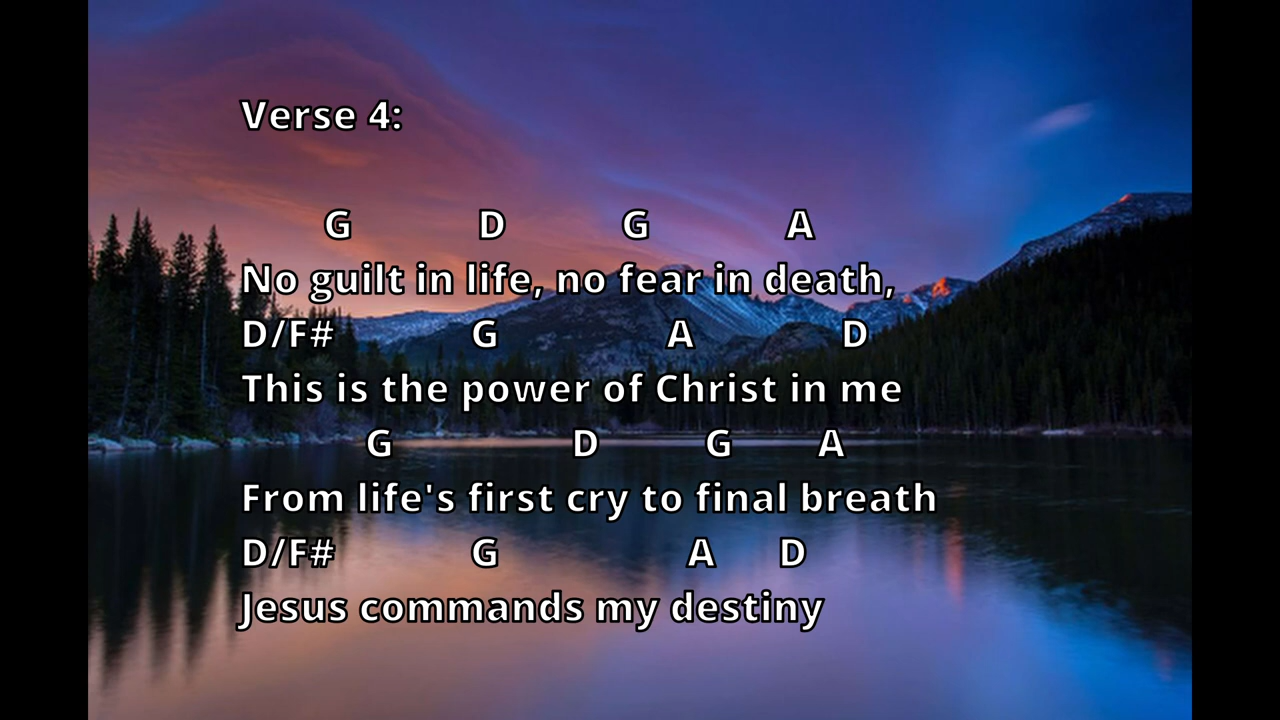 Verse 4:
G D G A
No guilt in life, no fear in death,
D/F# G A D
This is the power of Christ in me
G D G A
From life's first cry to final breath
D/F# G A D
Jesus commands my destiny